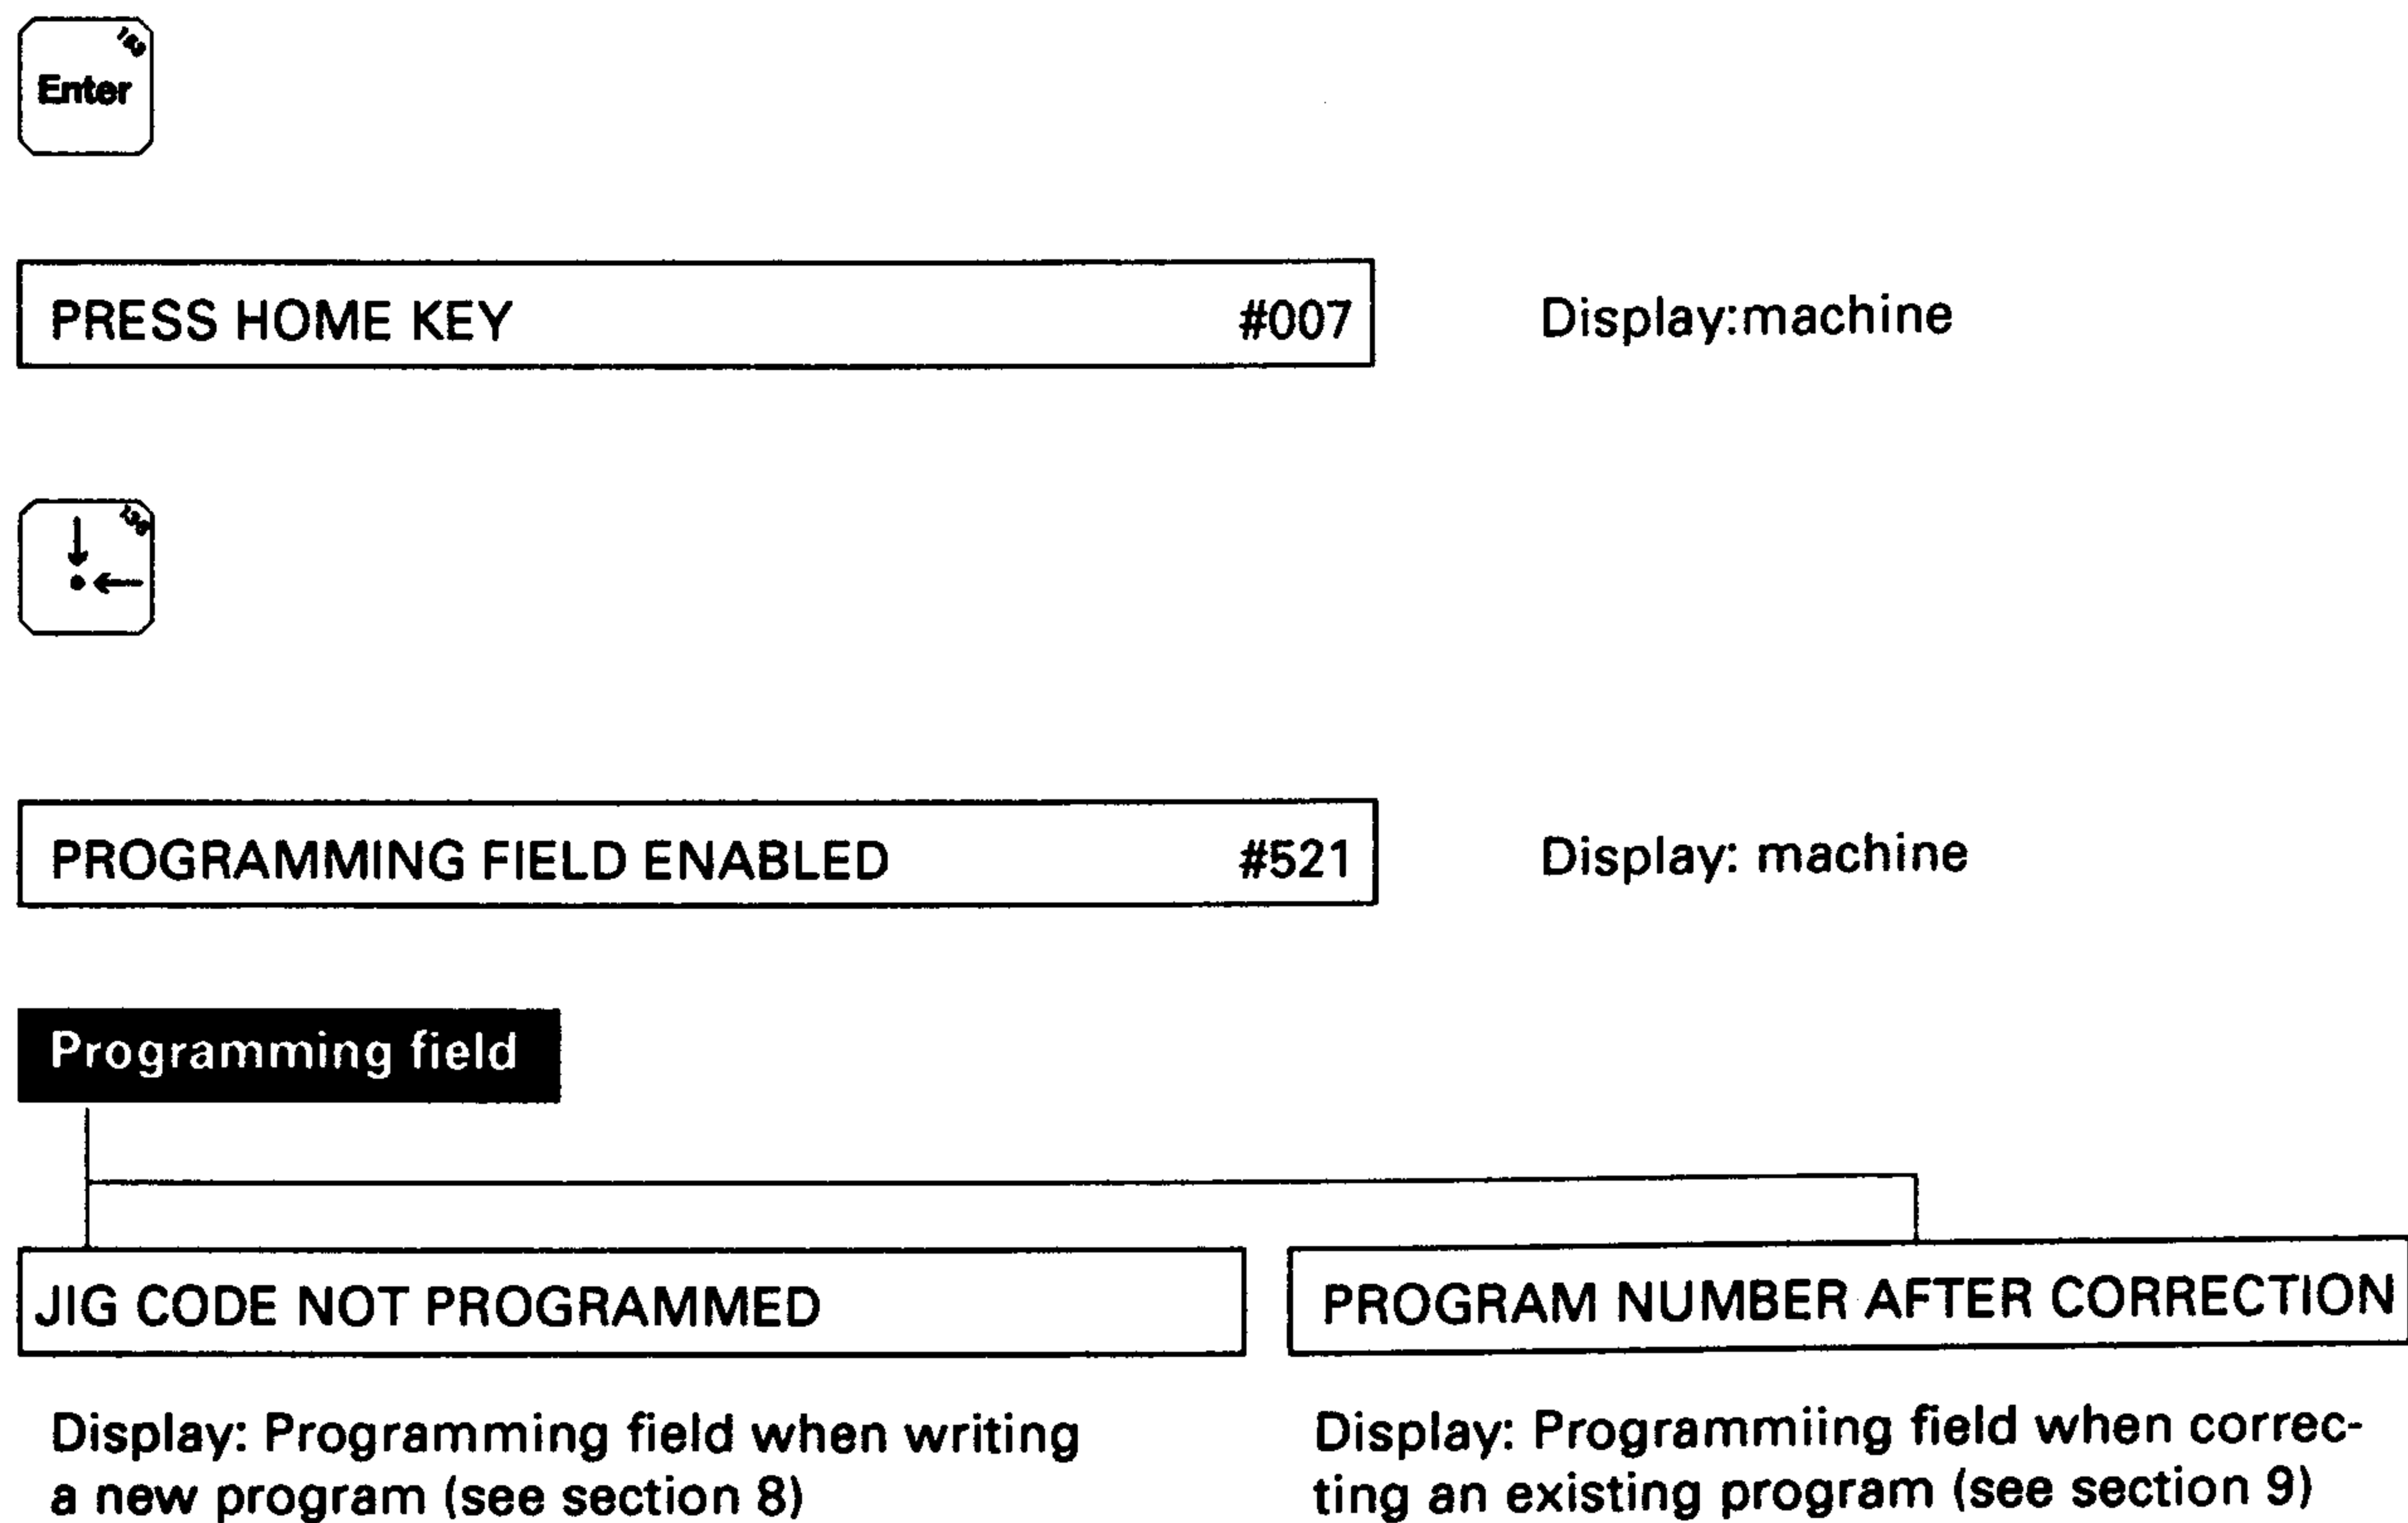 Enter
PRESS HOME KEY #007 Display:machine
PROGRAMMING FIELD ENABLED #521 Display: machine
Programming field
JIG CODE NOT PROGRAMMED
PROGRAM NUMBER AFTER CORRECTION
Display: Programming field when writing
a new program (see section 8)
Display: Programmiing field when correc-
ting an existing program (see section 9)